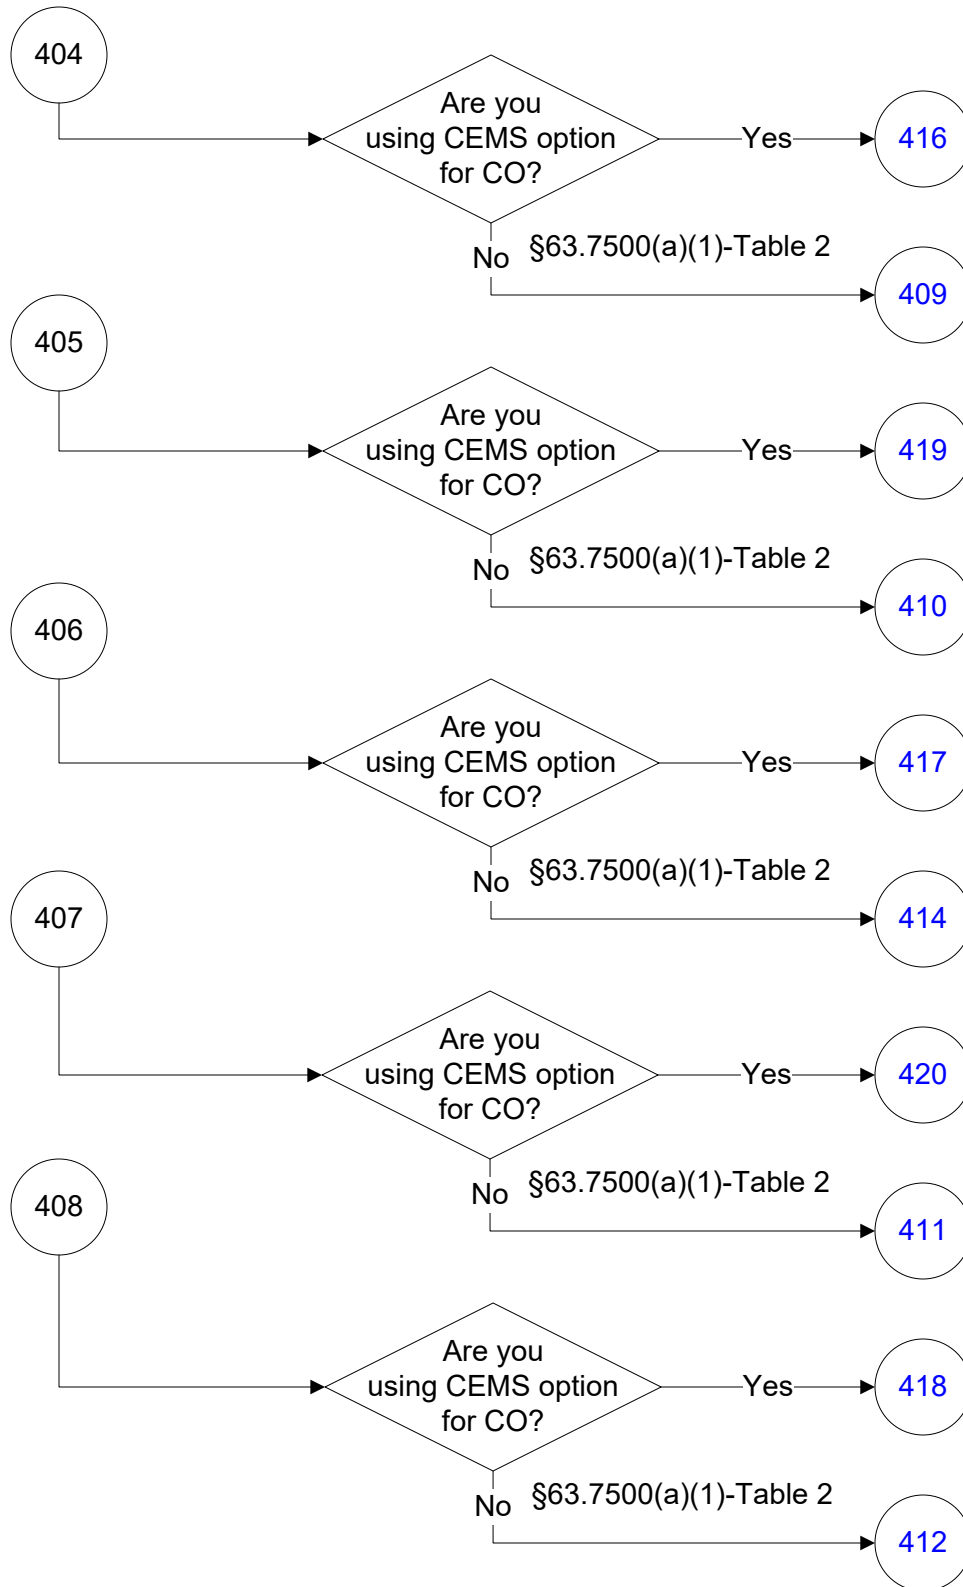 404
Are you
using CEMS option
for CO?
Yes
416
No
§63.7500(a)(1)-Table 2
409
405
Are you
using CEMS option
for CO?
Yes
419
No
§63.7500(a)(1)-Table 2
410
406
Are you
using CEMS option
for CO?
Yes
417
No
§63.7500(a)(1)-Table 2
414
407
Are you
using CEMS option
for CO?
Yes
420
No
§63.7500(a)(1)-Table 2
411
408
Are you
using CEMS option
for CO?
Yes
418
No
§63.7500(a)(1)-Table 2
412